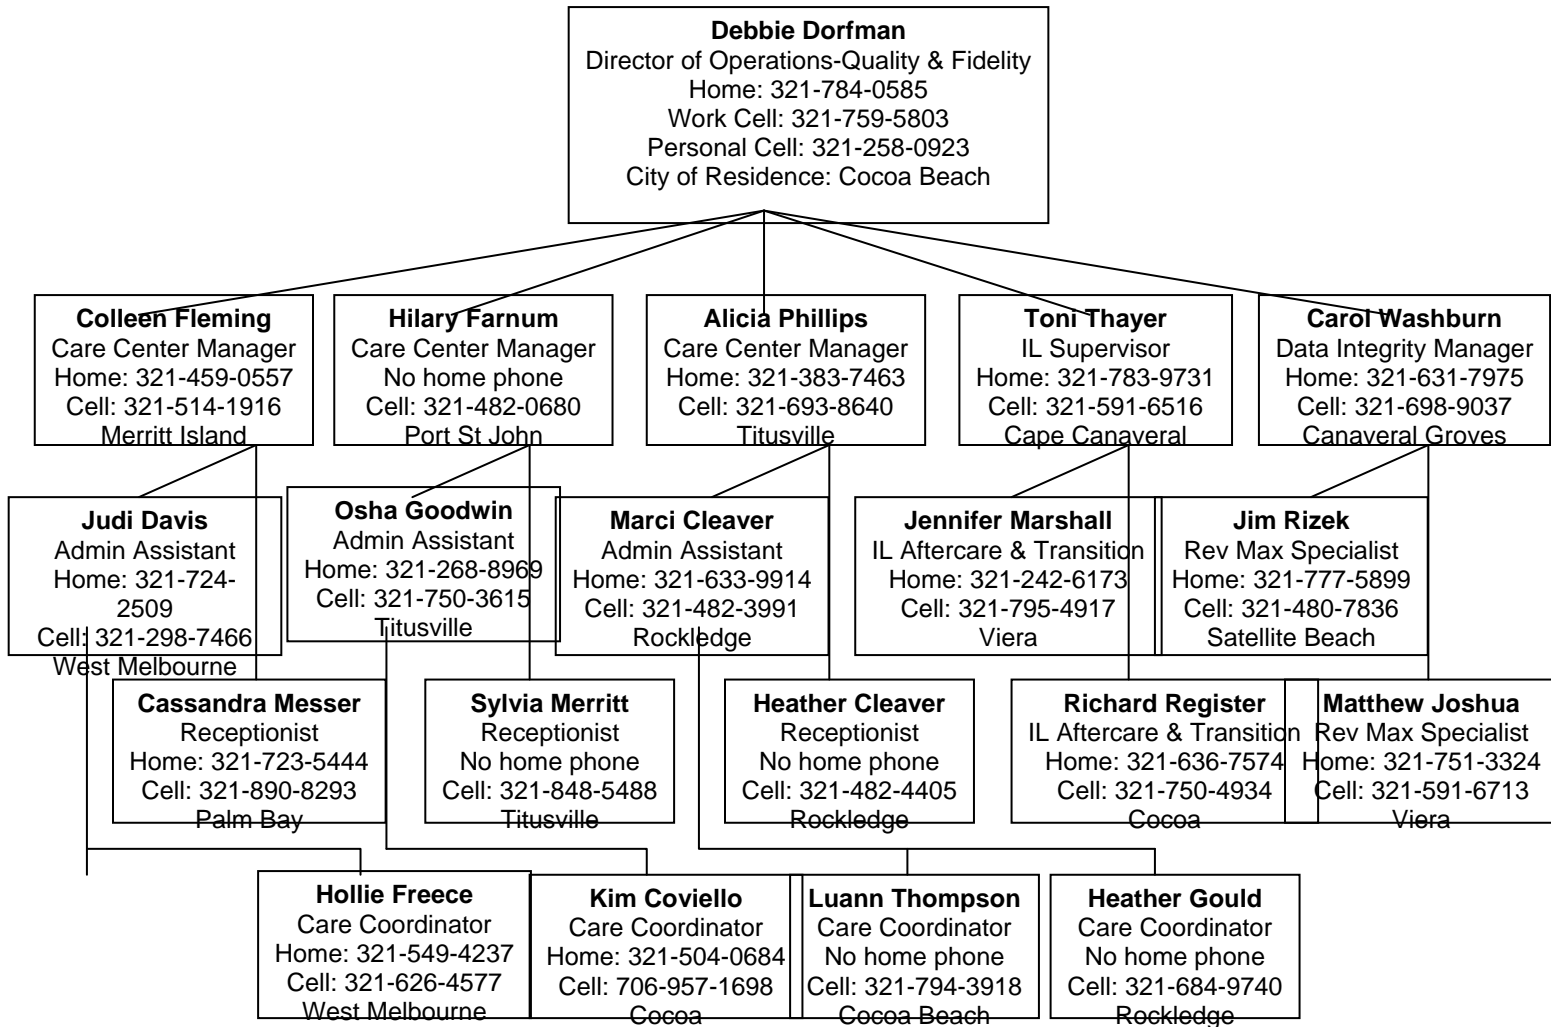 Debbie Dorfman
Director of Operations-Quality & Fidelity
Home: 321-784-0585
Work Cell: 321-759-5803
Personal Cell: 321-258-0923
City of Residence: Cocoa Beach
Colleen Fleming
Care Center Manager
Home: 321-459-0557
Cell: 321-514-1916
Merritt Island
Hilary Farnum
Care Center Manager
No home phone
Cell: 321-482-0680
Port St John
Alicia Phillips
Care Center Manager
Home: 321-383-7463
Cell: 321-693-8640
Titusville
Toni Thayer
IL Supervisor
Home: 321-783-9731
Cell: 321-591-6516
Cape Canaveral
Carol Washburn
Data Integrity Manager
Home: 321-631-7975
Cell: 321-698-9037
Canaveral Groves
Judi Davis
Admin Assistant
Home: 321-724-
2509
Cell: 321-298-7466
West Melbourne
Osha Goodwin
Admin Assistant
Home: 321-268-8969
Cell: 321-750-3615
Titusville
Marci Cleaver
Admin Assistant
Home: 321-633-9914
Cell: 321-482-3991
Rockledge
Jennifer Marshall
IL Aftercare & Transition
Home: 321-242-6173
Cell: 321-795-4917
Viera
Jim Rizek
Rev Max Specialist
Home: 321-777-5899
Cell: 321-480-7836
Satellite Beach
Cassandra Messer
Receptionist
Home: 321-723-5444
Cell: 321-890-8293
Palm Bay
Sylvia Merritt
Receptionist
No home phone
Cell: 321-848-5488
Titusville
Heather Cleaver
Receptionist
No home phone
Cell: 321-482-4405
Rockledge
Richard Register
IL Aftercare & Transition
Home: 321-636-7574
Cell: 321-750-4934
Cocoa
Matthew Joshua
Rev Max Specialist
Home: 321-751-3324
Cell: 321-591-6713
Viera
Hollie Freece
Care Coordinator
Home: 321-549-4237
Cell: 321-626-4577
West Melbourne
Kim Coviello
Care Coordinator
Home: 321-504-0684
Cell: 706-957-1698
Cocoa
Luann Thompson
Care Coordinator
No home phone
Cell: 321-794-3918
Cocoa Beach
Heather Gould
Care Coordinator
No home phone
Cell: 321-684-9740
Rockledge